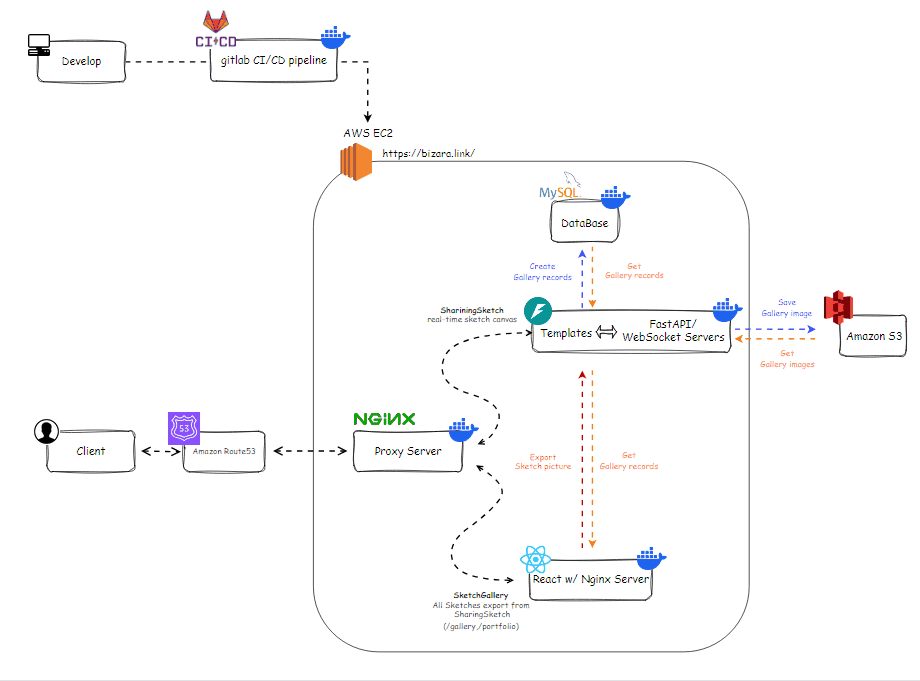 CI CD
Develop
gitlab CI/CD pipeline
AWS EC2
https://bizara.link/
MySQL
DataBase
Create
Gallery records
Get
Gallery records
ShariningSketch
real-time sketch canvas
Templates
FastAPI/
WebSocket Servers
Save
Gallery image
Amazon S3
Get
Gallery images
NGINX
53
Client
Amazon Route53
Proxy Server
Export
Sketch picture
Get
Gallery records
React w/ Nginx Server
SketchGallery
All Sketches export from
SharingSketch
(/gallery,/portfolio)